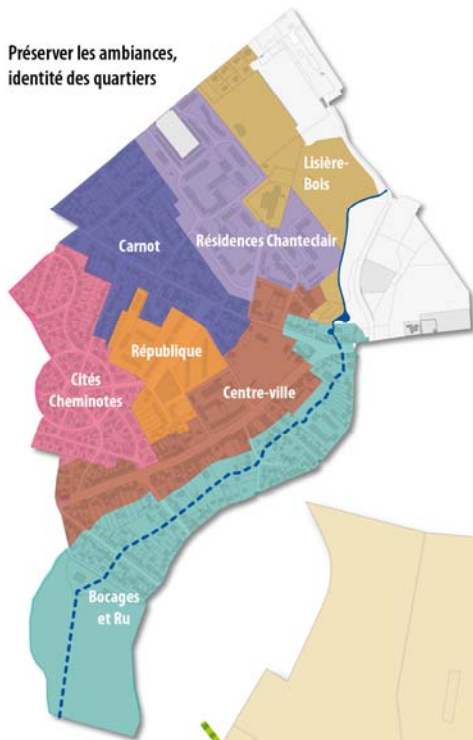 Préserver les ambiances,
identité des quartiers
Lisière-
Bois
Résidences Chanteclair
Carnot
République
Cités
Cheminotes
Centre-ville
Bocages
et Ru